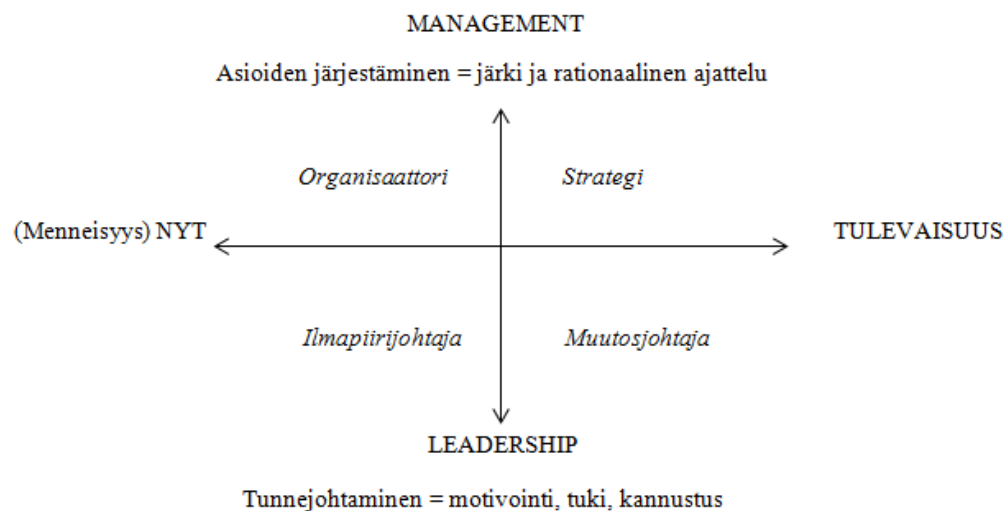 MANAGEMENT
Asioiden järjestäminen = järki ja rationaalinen ajattelu
Organisaattori
Strategi
(Menneisyys) NYT
TULEVAISUUS
Ilmapiirijohtaja
Muutosjohtaja
LEADERSHIP
Tunnejohtaminen = motivointi, tuki, kannustus